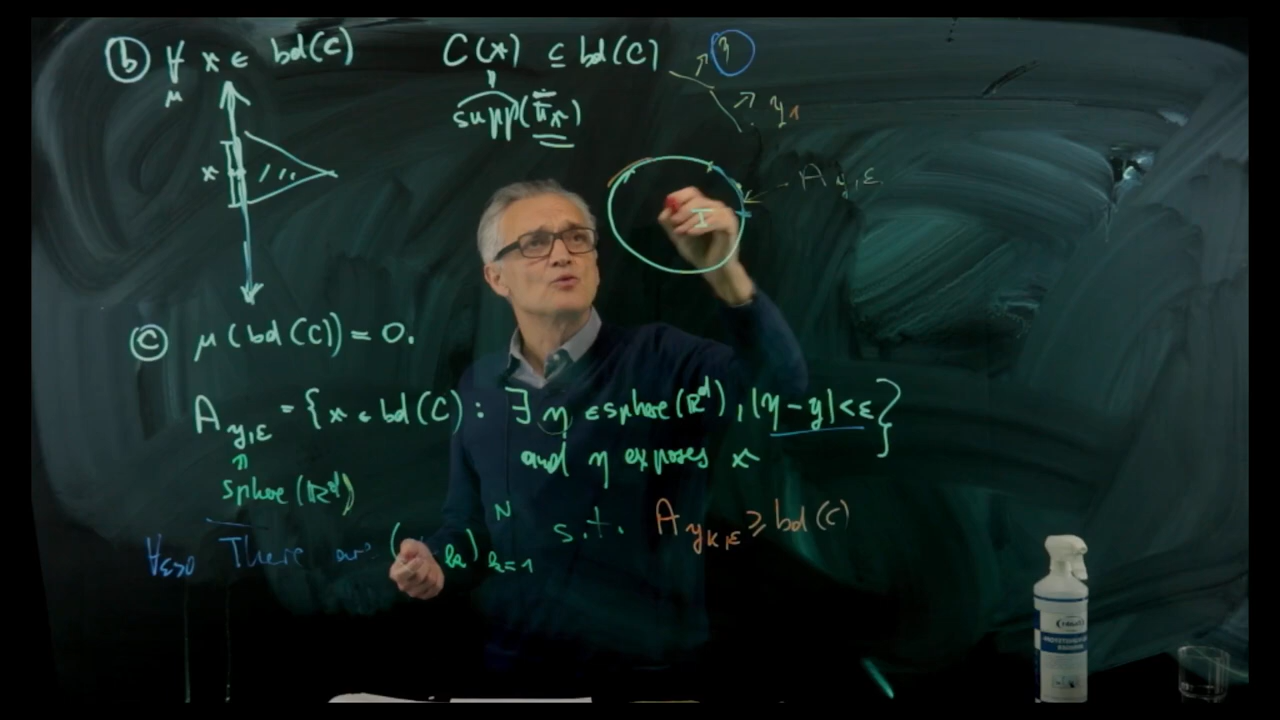 ⓑ ∀ x ∈ bd(C) C(x) ⊆ bd(C) η
μ
supp(π̄x) y1
x
A y,ε
I
ⓒ μ(bd(C)) = 0.
A y,ε = { x ∈ bd(C) : ∃ η ∈ sphere(ℝᵈ), |η - y| < ε }
and η exposes x
sphere(ℝᵈ)
∀ε>0 There are ( k) N k=1 s.t. A yk,ε ⊇ bd(C)